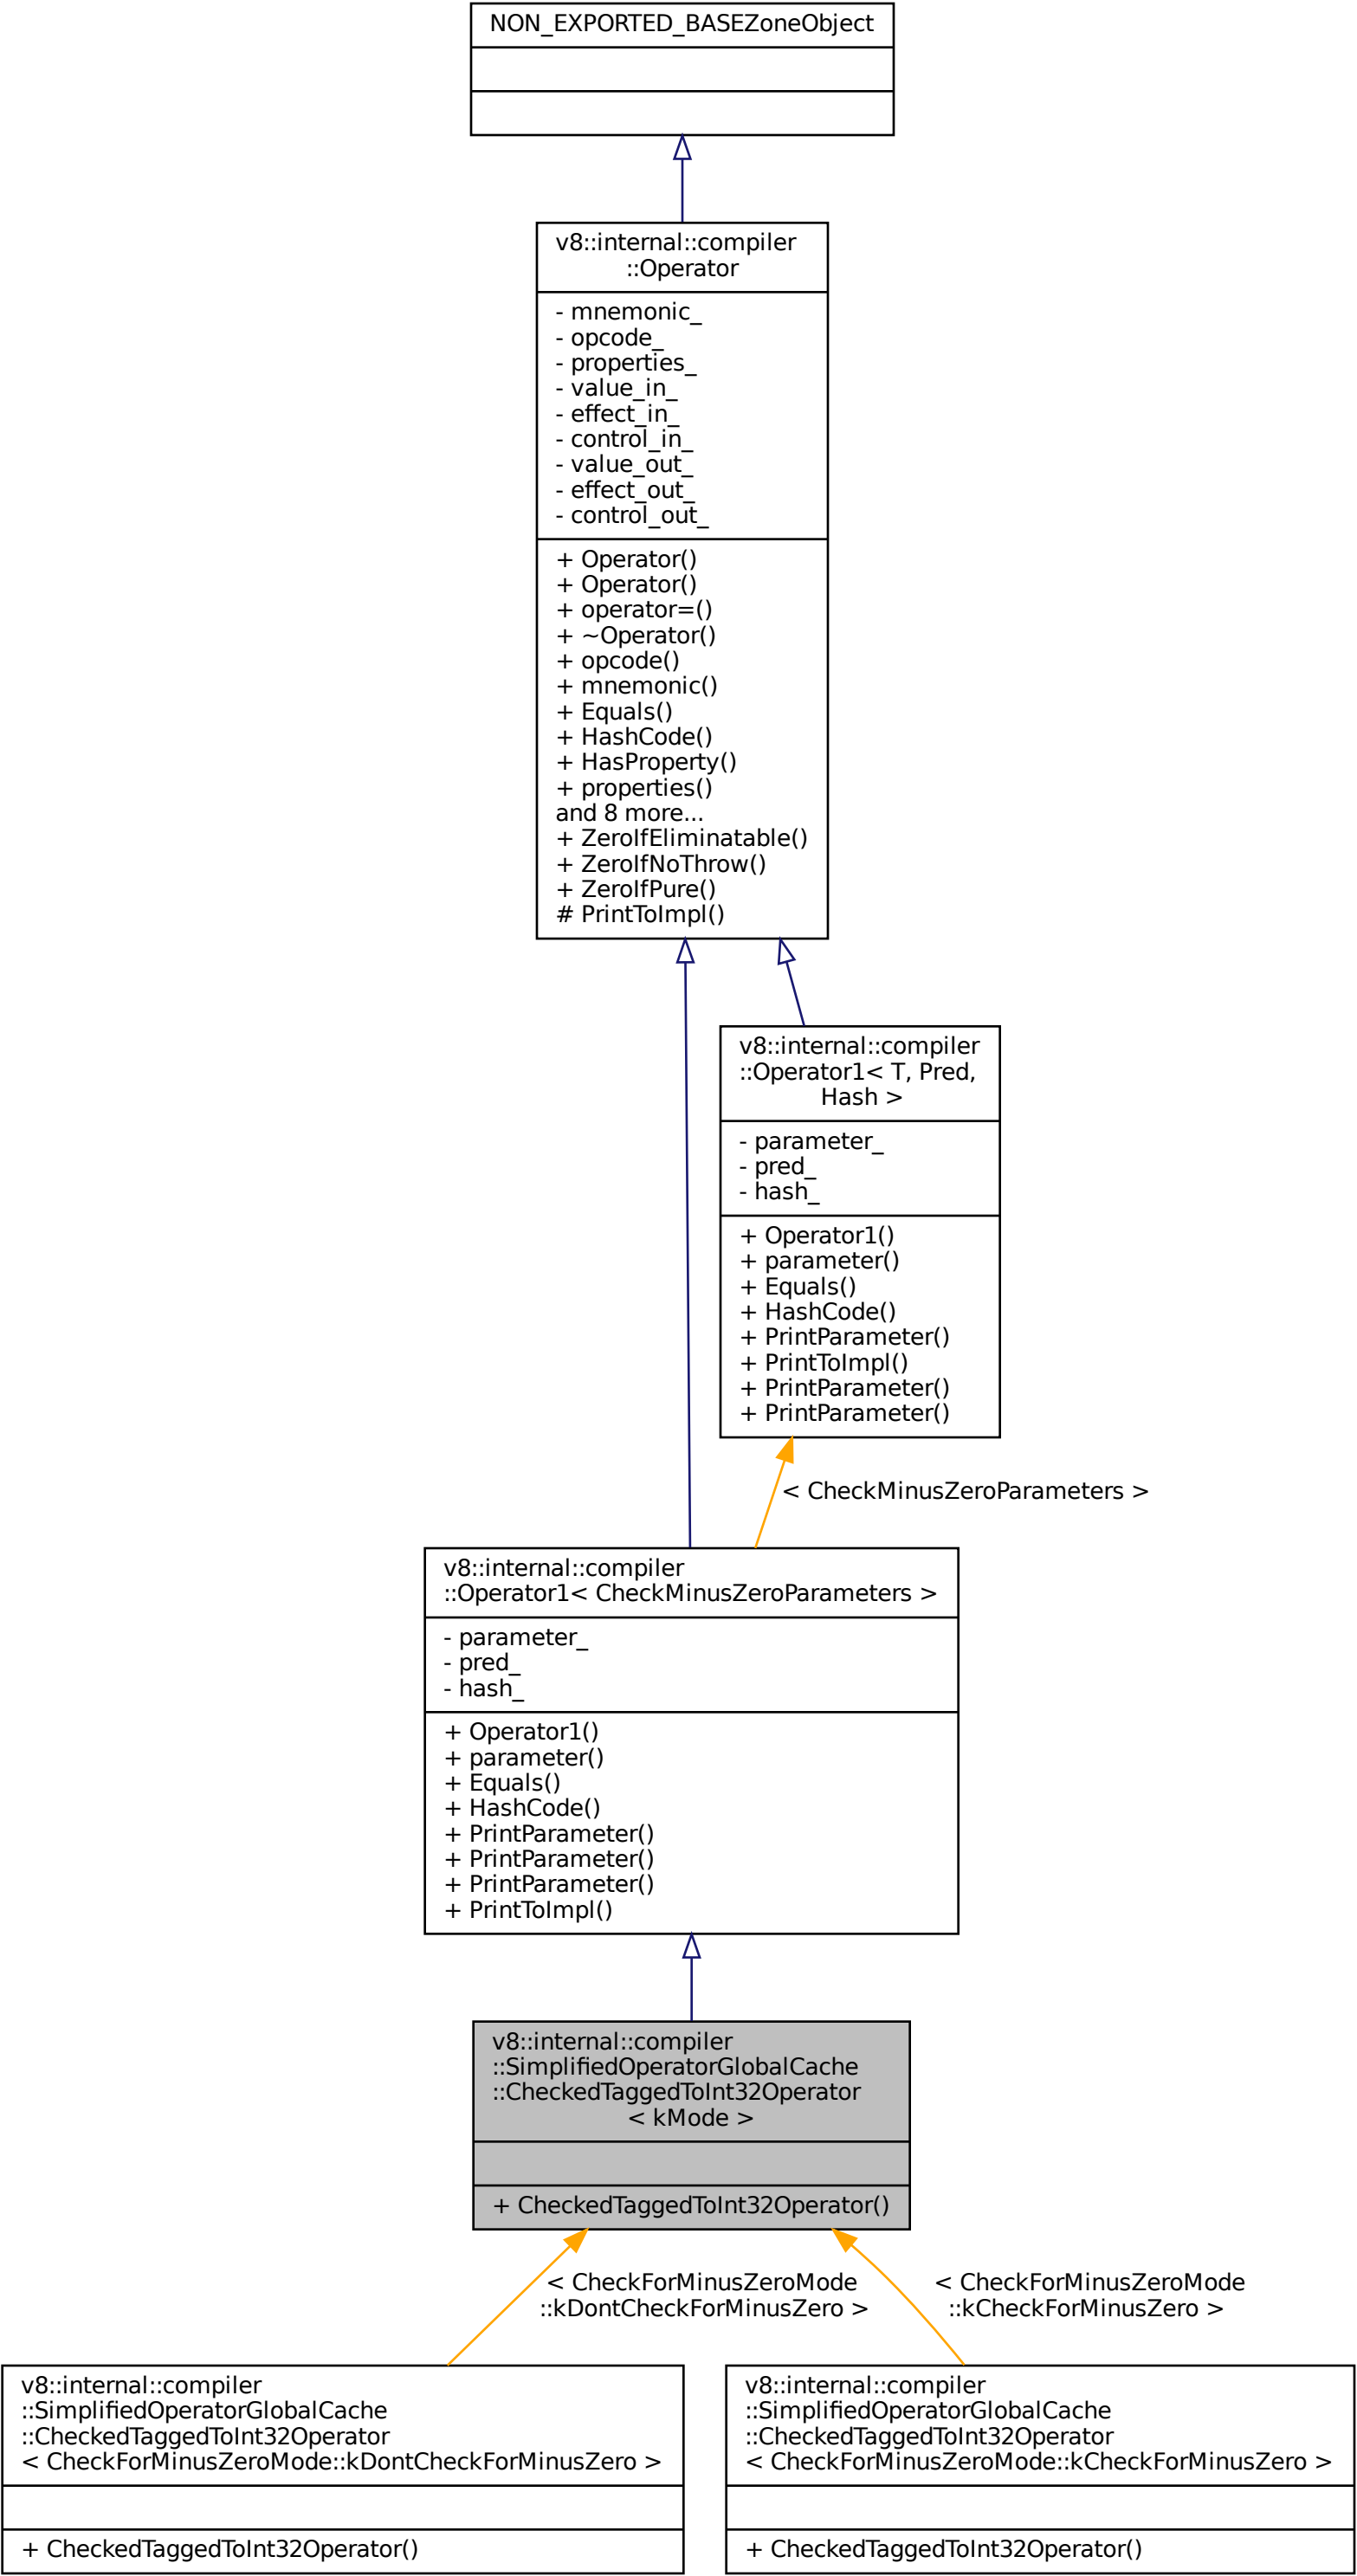 NON_EXPORTED_BASEZoneObject
v8::internal::compiler
::Operator
- mnemonic_
- opcode_
- properties_
- value_in_
- effect_in_
- control_in_
- value_out_
- effect_out_
- control_out_
+ Operator()
+ Operator()
+ operator=()
+ ~Operator()
+ opcode()
+ mnemonic()
+ Equals()
+ HashCode()
+ HasProperty()
+ properties()
and 8 more...
+ ZeroIfEliminatable()
+ ZeroIfNoThrow()
+ ZeroIfPure()
# PrintToImpl()
v8::internal::compiler
::Operator1< T, Pred,
Hash >
- parameter_
- pred_
- hash_
+ Operator1()
+ parameter()
+ Equals()
+ HashCode()
+ PrintParameter()
+ PrintToImpl()
+ PrintParameter()
+ PrintParameter()
< CheckMinusZeroParameters >
v8::internal::compiler
::Operator1< CheckMinusZeroParameters >
- parameter_
- pred_
- hash_
+ Operator1()
+ parameter()
+ Equals()
+ HashCode()
+ PrintParameter()
+ PrintParameter()
+ PrintParameter()
+ PrintToImpl()
v8::internal::compiler
::SimplifiedOperatorGlobalCache
::CheckedTaggedToInt32Operator
< kMode >
+ CheckedTaggedToInt32Operator()
< CheckForMinusZeroMode
::kDontCheckForMinusZero >
< CheckForMinusZeroMode
::kCheckForMinusZero >
v8::internal::compiler
::SimplifiedOperatorGlobalCache
::CheckedTaggedToInt32Operator
< CheckForMinusZeroMode::kDontCheckForMinusZero >
+ CheckedTaggedToInt32Operator()
v8::internal::compiler
::SimplifiedOperatorGlobalCache
::CheckedTaggedToInt32Operator
< CheckForMinusZeroMode::kCheckForMinusZero >
+ CheckedTaggedToInt32Operator()